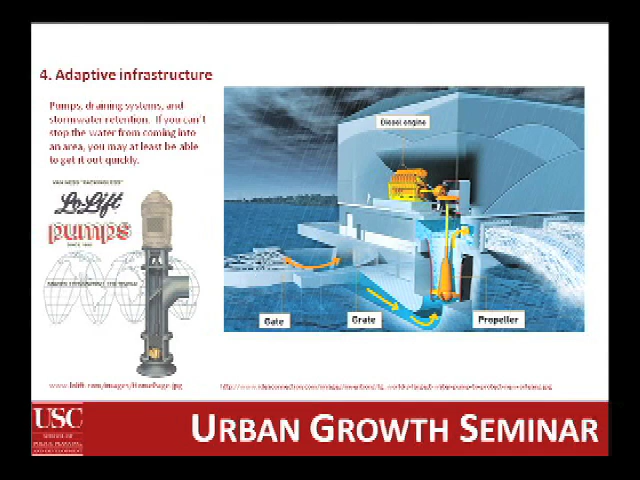 4. Adaptive infrastructure
Pumps, draining systems, and
stormwater retention. If you can't
stop the water from coming into
an area, you may at least be able
to get it out quickly.
LoLift
pumps
Diesel engine
Gate
Grate
Propeller
www.lolift.com/images/HomePage.jpg
USC
SCHOOL OF
URBAN GROWTH SEMINAR